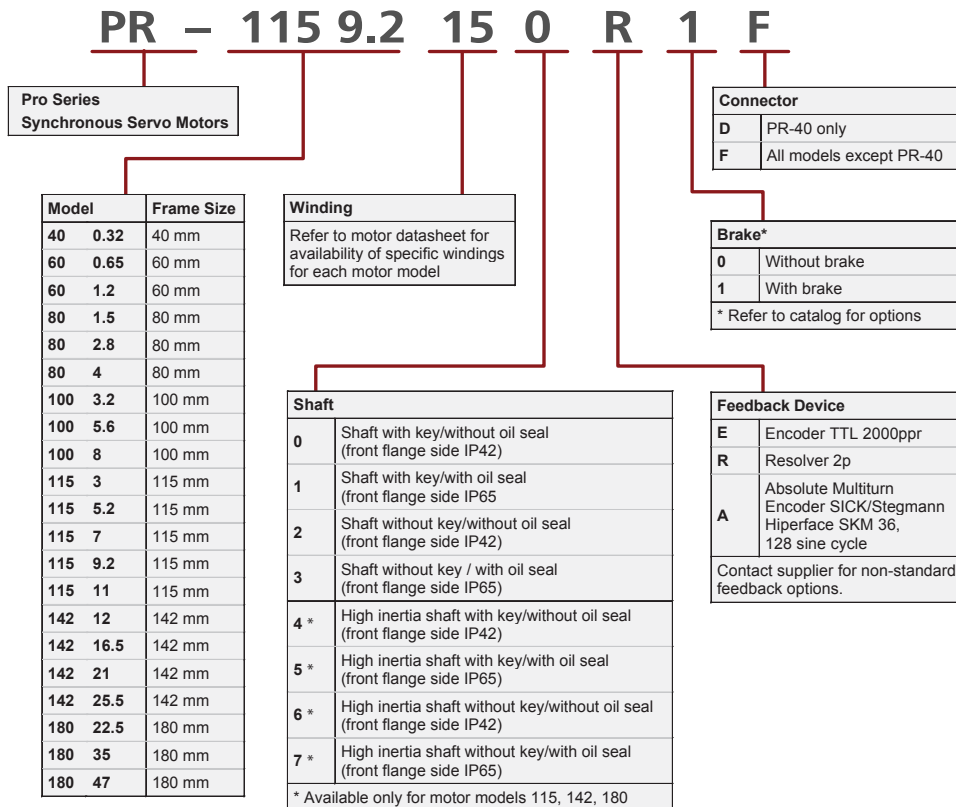 PR – 115 9.2 15 0 R 1 F
Pro Series
Synchronous Servo Motors
Model Frame Size
40 0.32 40 mm
60 0.65 60 mm
60 1.2 60 mm
80 1.5 80 mm
80 2.8 80 mm
80 4 80 mm
100 3.2 100 mm
100 5.6 100 mm
100 8 100 mm
115 3 115 mm
115 5.2 115 mm
115 7 115 mm
115 9.2 115 mm
115 11 115 mm
142 12 142 mm
142 16.5 142 mm
142 21 142 mm
142 25.5 142 mm
180 22.5 180 mm
180 35 180 mm
180 47 180 mm
Winding
Refer to motor datasheet for
availability of specific windings
for each motor model
Shaft
0 Shaft with key/without oil seal
(front flange side IP42)
1 Shaft with key/with oil seal
(front flange side IP65
2 Shaft without key/without oil seal
(front flange side IP42)
3 Shaft without key / with oil seal
(front flange side IP65)
4 * High inertia shaft with key/without oil seal
(front flange side IP42)
5 * High inertia shaft with key/with oil seal
(front flange side IP65)
6 * High inertia shaft without key/without oil seal
(front flange side IP42)
7 * High inertia shaft without key/with oil seal
(front flange side IP65)
* Available only for motor models 115, 142, 180
Connector
D PR-40 only
F All models except PR-40
Brake*
0 Without brake
1 With brake
* Refer to catalog for options
Feedback Device
E Encoder TTL 2000ppr
R Resolver 2p
A Absolute Multiturn
Encoder SICK/Stegmann
Hiperface SKM 36,
128 sine cycle
Contact supplier for non-standard
feedback options.